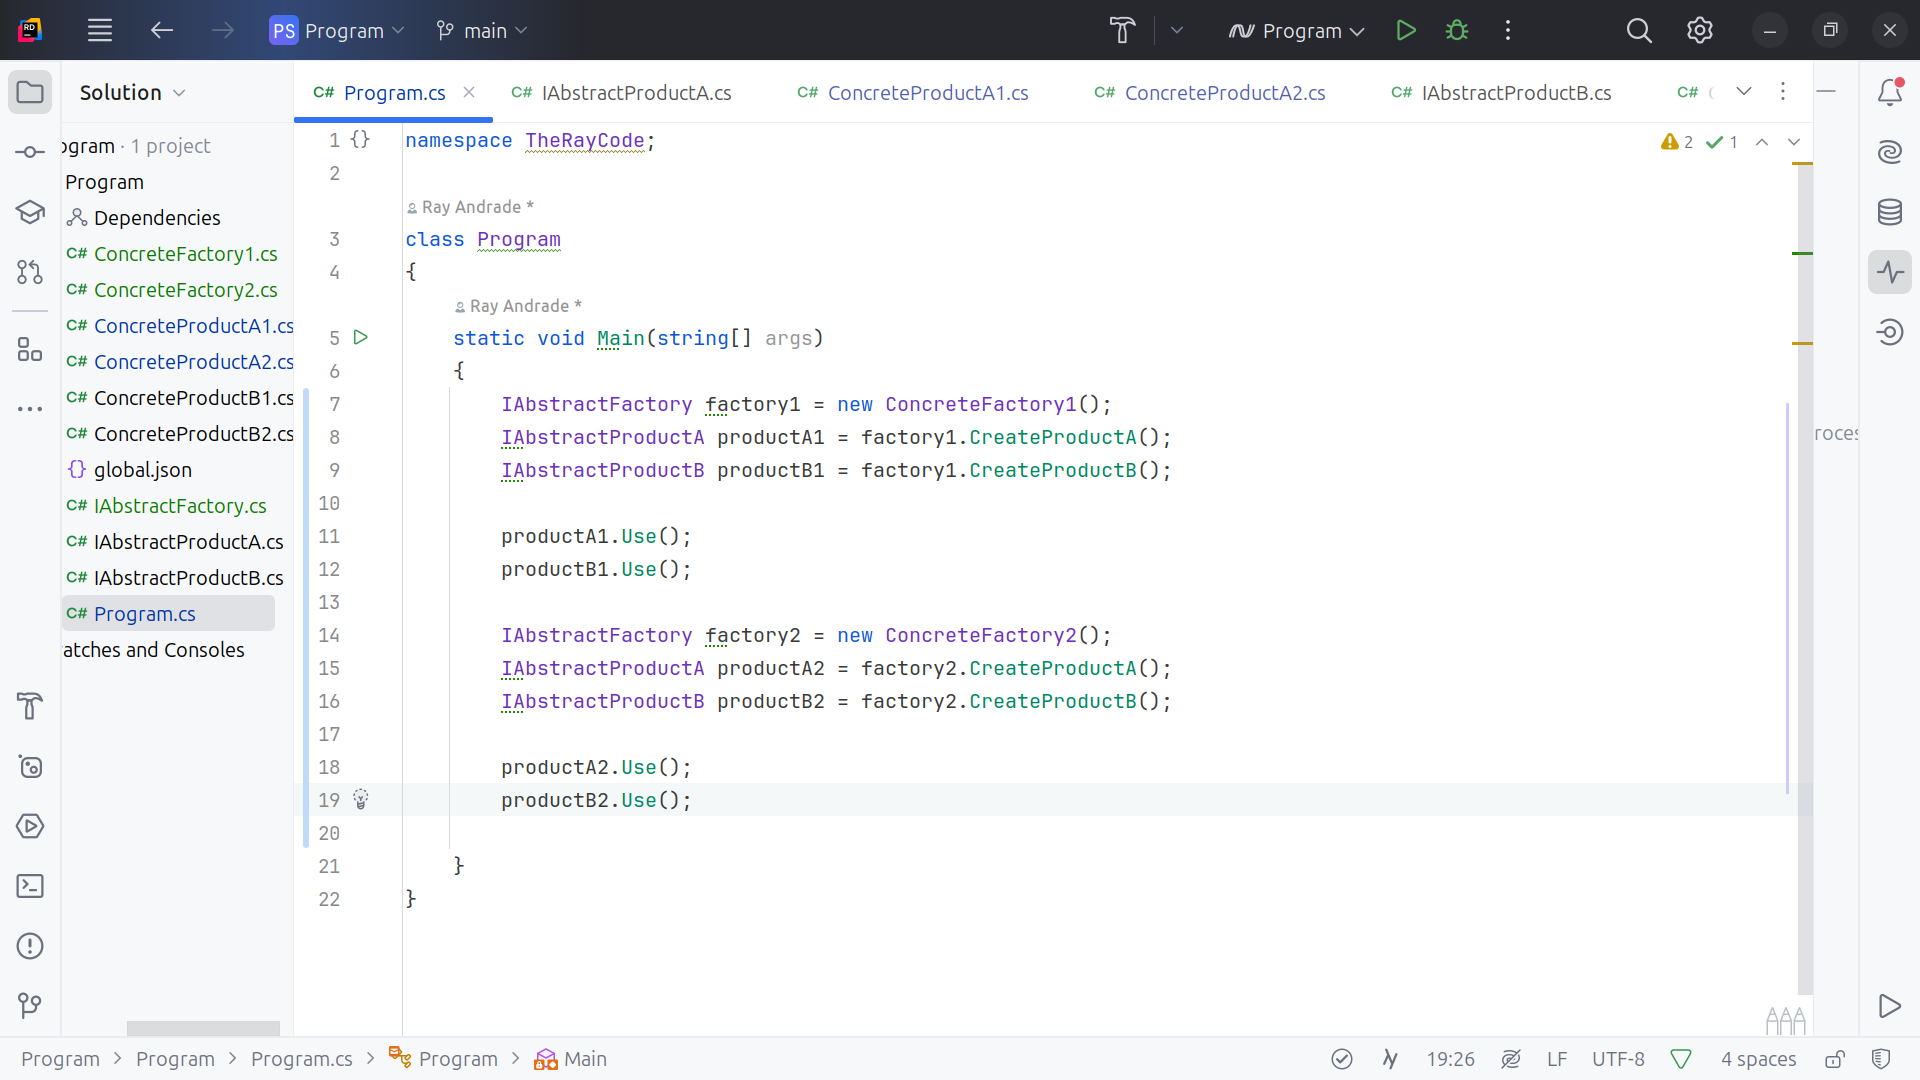 RD
PS Program
main
Program
Solution
C# Program.cs
C# IAbstractProductA.cs
C# ConcreteProductA1.cs
C# ConcreteProductA2.cs
C# IAbstractProductB.cs
C#
ogram · 1 project
Program
Dependencies
C# ConcreteFactory1.cs
C# ConcreteFactory2.cs
C# ConcreteProductA1.cs
C# ConcreteProductA2.cs
C# ConcreteProductB1.cs
C# ConcreteProductB2.cs
{} global.json
C# IAbstractFactory.cs
C# IAbstractProductA.cs
C# IAbstractProductB.cs
C# Program.cs
atches and Consoles
1 {} namespace TheRayCode;
2
Ray Andrade *
3 class Program
4 {
Ray Andrade *
5 static void Main(string[] args)
6 {
7 IAbstractFactory factory1 = new ConcreteFactory1();
8 IAbstractProductA productA1 = factory1.CreateProductA();
9 IAbstractProductB productB1 = factory1.CreateProductB();
10
11 productA1.Use();
12 productB1.Use();
13
14 IAbstractFactory factory2 = new ConcreteFactory2();
15 IAbstractProductA productA2 = factory2.CreateProductA();
16 IAbstractProductB productB2 = factory2.CreateProductB();
17
18 productA2.Use();
19 productB2.Use();
20
21 }
22 }
2 1
roces
Program > Program > Program.cs > Program > Main
19:26 LF UTF-8 4 spaces